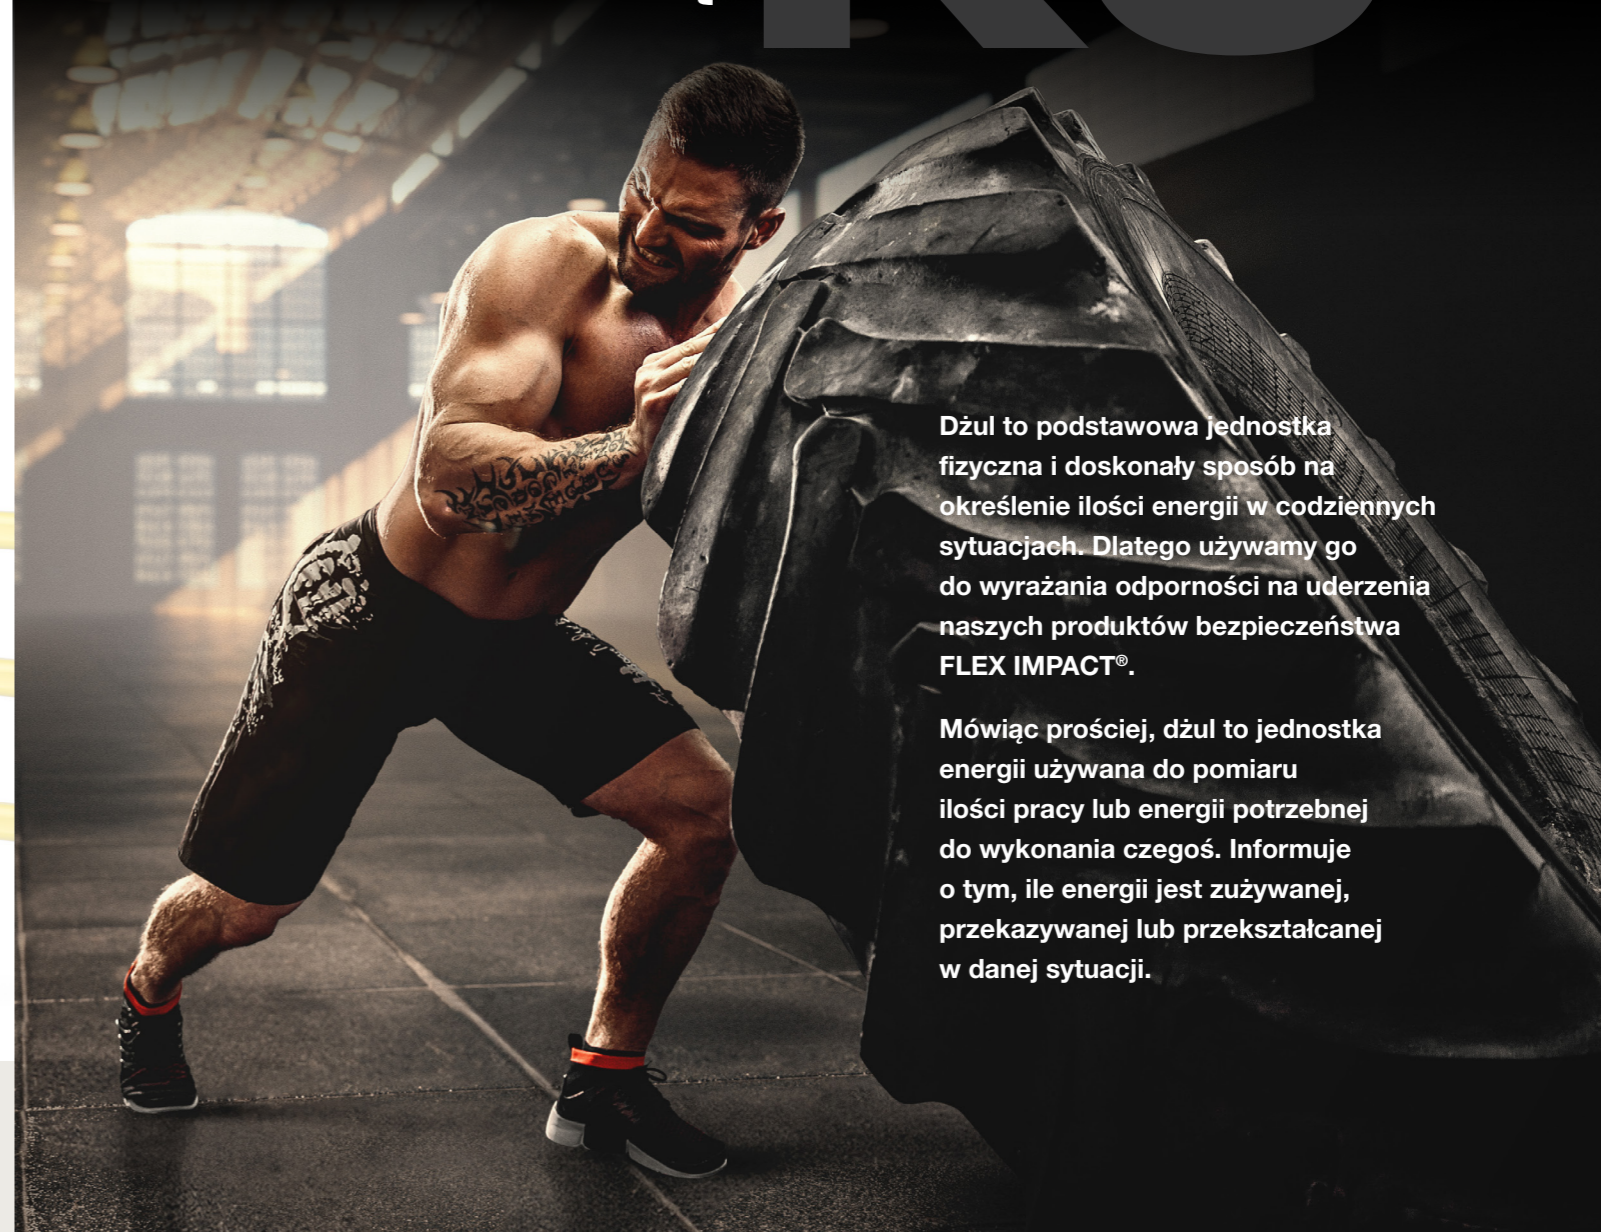 Dżul to podstawowa jednostka
fizyczna i doskonały sposób na
określenie ilości energii w codziennych
sytuacjach. Dlatego używamy go
do wyrażania odporności na uderzenia
naszych produktów bezpieczeństwa
FLEX IMPACT®.
Mówiąc prościej, dżul to jednostka
energii używana do pomiaru
ilości pracy lub energii potrzebnej
do wykonania czegoś. Informuje
o tym, ile energii jest zużywanej,
przekazywanej lub przekształcanej
w danej sytuacji.